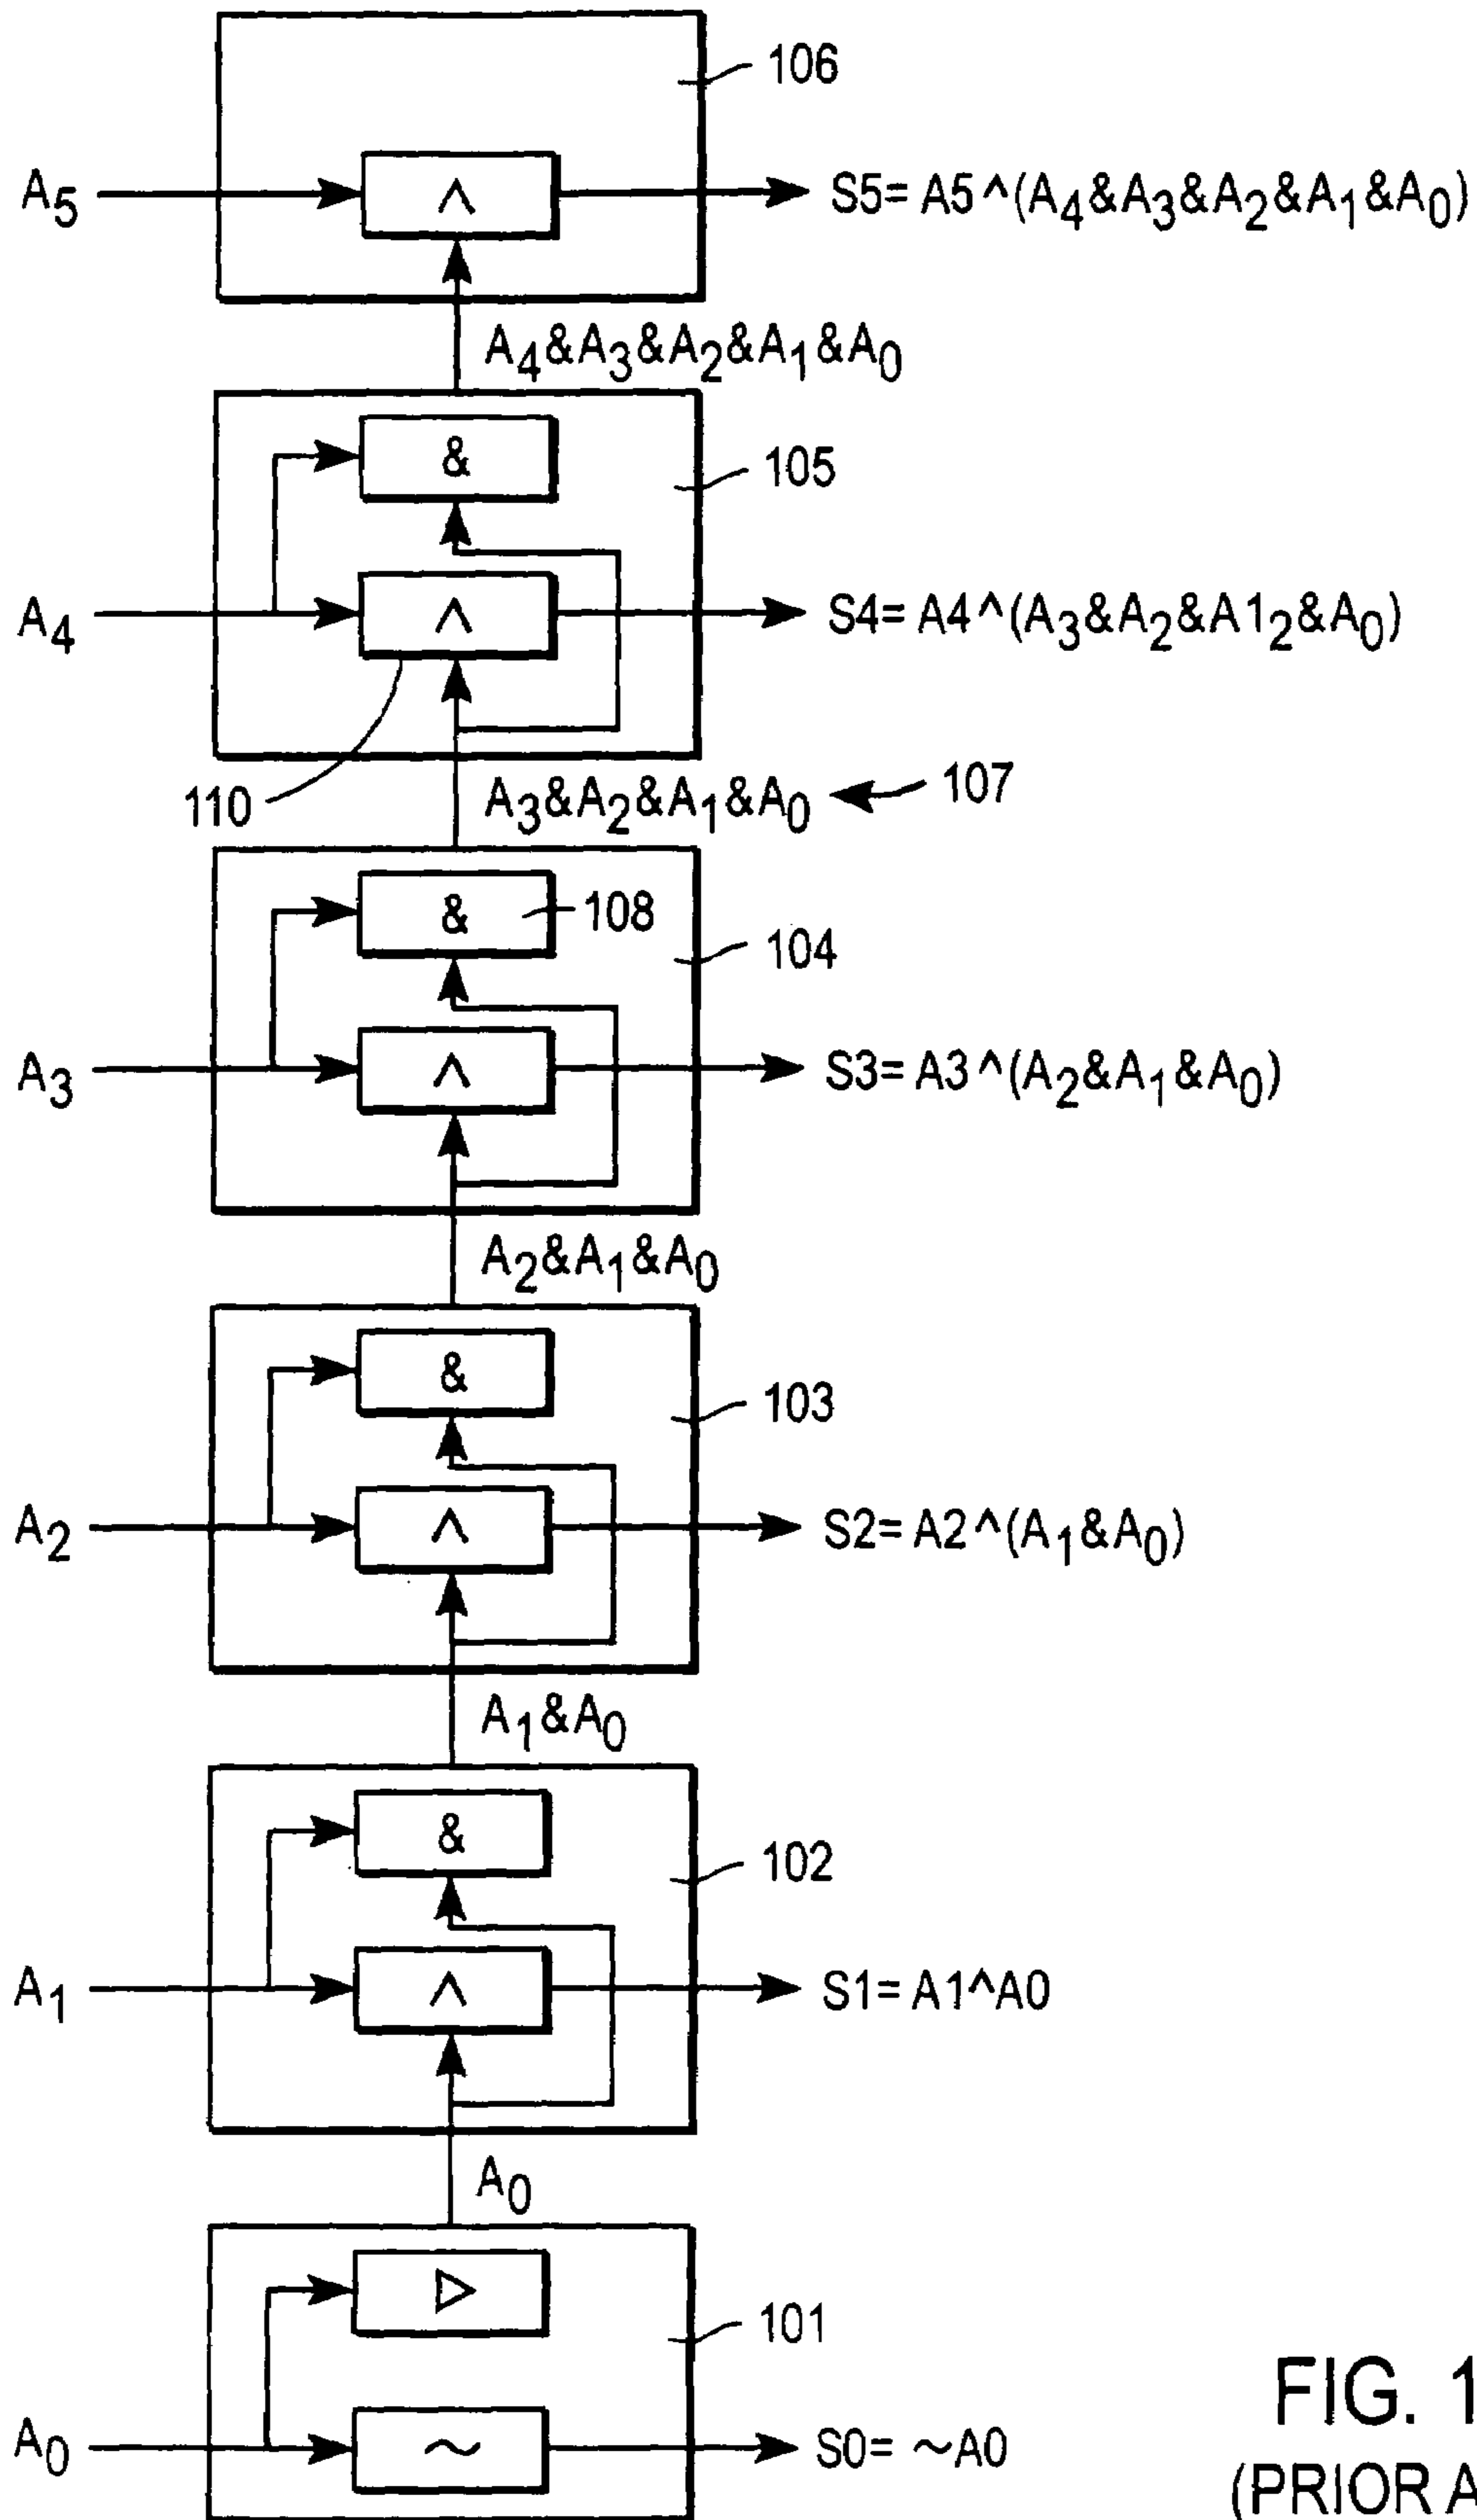 106
A5 ^ S5= A5^(A4&A3&A2&A1&A0)
A4&A3&A2&A1&A0
&
105
A4 ^ S4= A4^(A3&A2&A12&A0)
110 A3&A2&A1&A0 107
& 108
104
A3 ^ S3= A3^(A2&A1&A0)
A2&A1&A0
&
103
A2 ^ S2= A2^(A1&A0)
A1&A0
&
102
A1 ^ S1= A1^A0
A0
101
A0 ~ S0= ~A0
FIG. 1
(PRIOR A